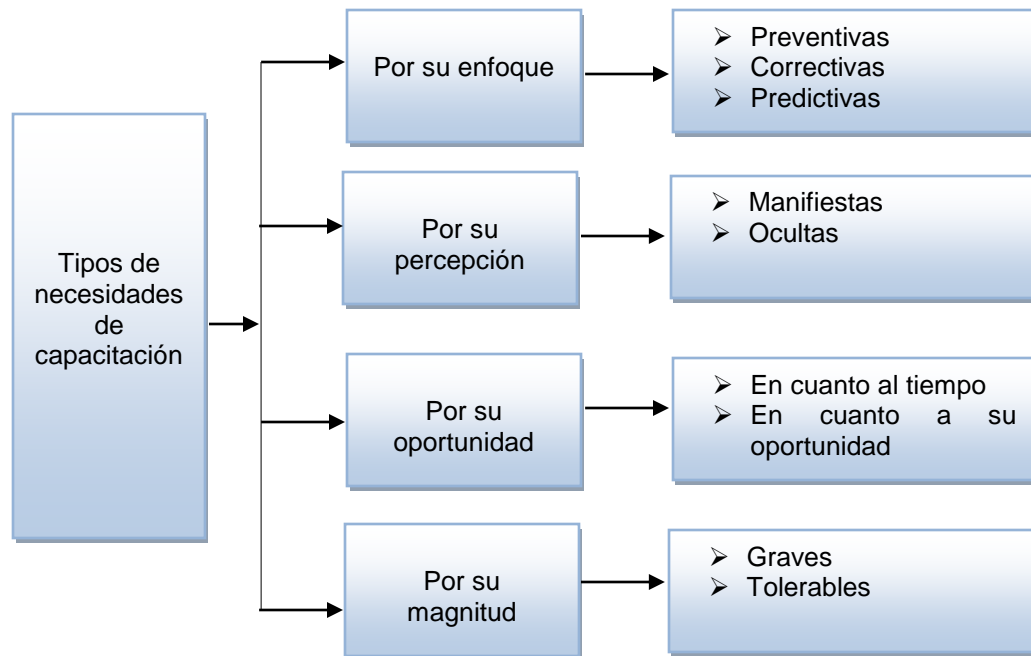 Tipos de
necesidades
de
capacitación
Por su enfoque
➢ Preventivas
➢ Correctivas
➢ Predictivas
Por su
percepción
➢ Manifiestas
➢ Ocultas
Por su
oportunidad
➢ En cuanto al tiempo
➢ En cuanto a su
oportunidad
Por su
magnitud
➢ Graves
➢ Tolerables